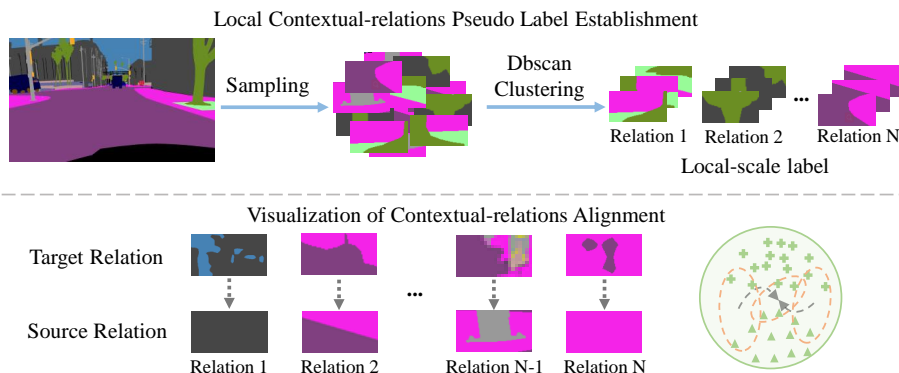 Local Contextual-relations Pseudo Label Establishment
Sampling
Dbscan
Clustering
...
Relation 1
Relation 2
Relation N
Local-scale label
Visualization of Contextual-relations Alignment
Target Relation
...
Source Relation
Relation 1
Relation 2
Relation N-1
Relation N